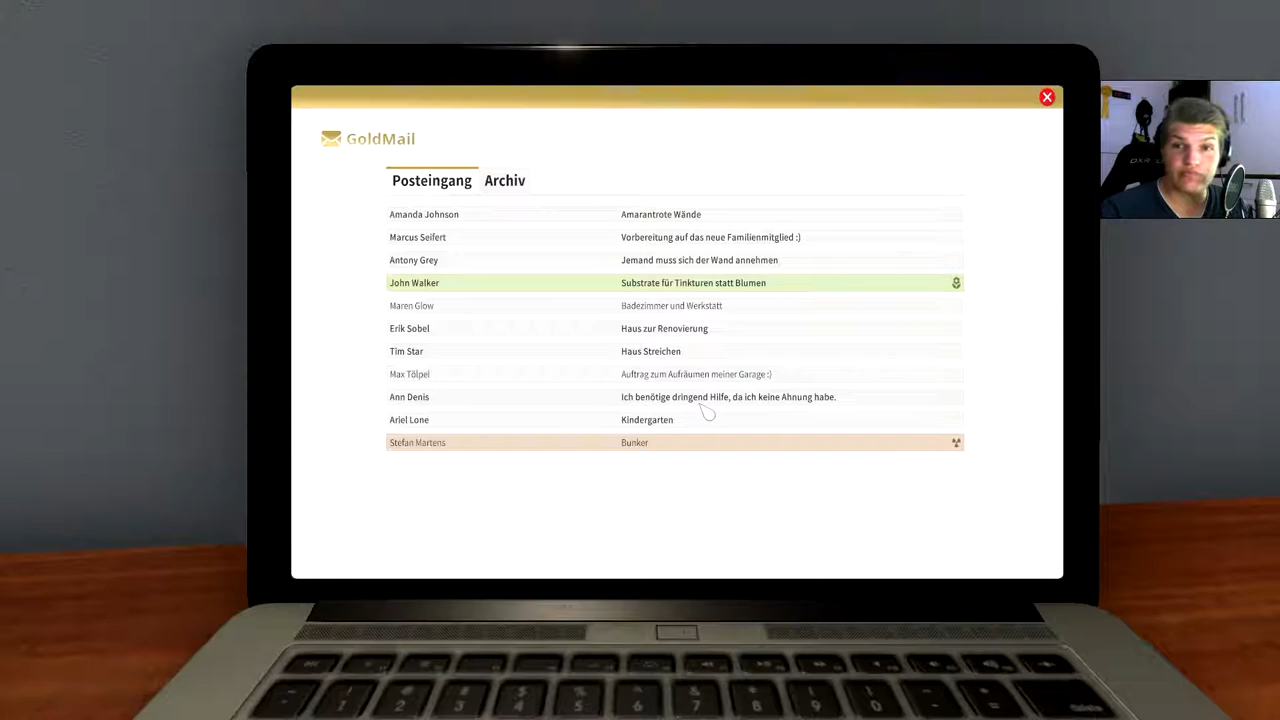 GoldMail
Posteingang Archiv
Amanda Johnson Amarantrote Wände
Marcus Seifert Vorbereitung auf das neue Familienmitglied :)
Antony Grey Jemand muss sich der Wand annehmen
John Walker Substrate für Tinkturen statt Blumen
Maren Glow Badezimmer und Werkstatt
Erik Sobel Haus zur Renovierung
Tim Star Haus Streichen
Max Tölpel Auftrag zum Aufräumen meiner Garage :)
Ann Denis Ich benötige dringend Hilfe, da ich keine Ahnung habe.
Ariel Lone Kindergarten
Stefan Martens Bunker